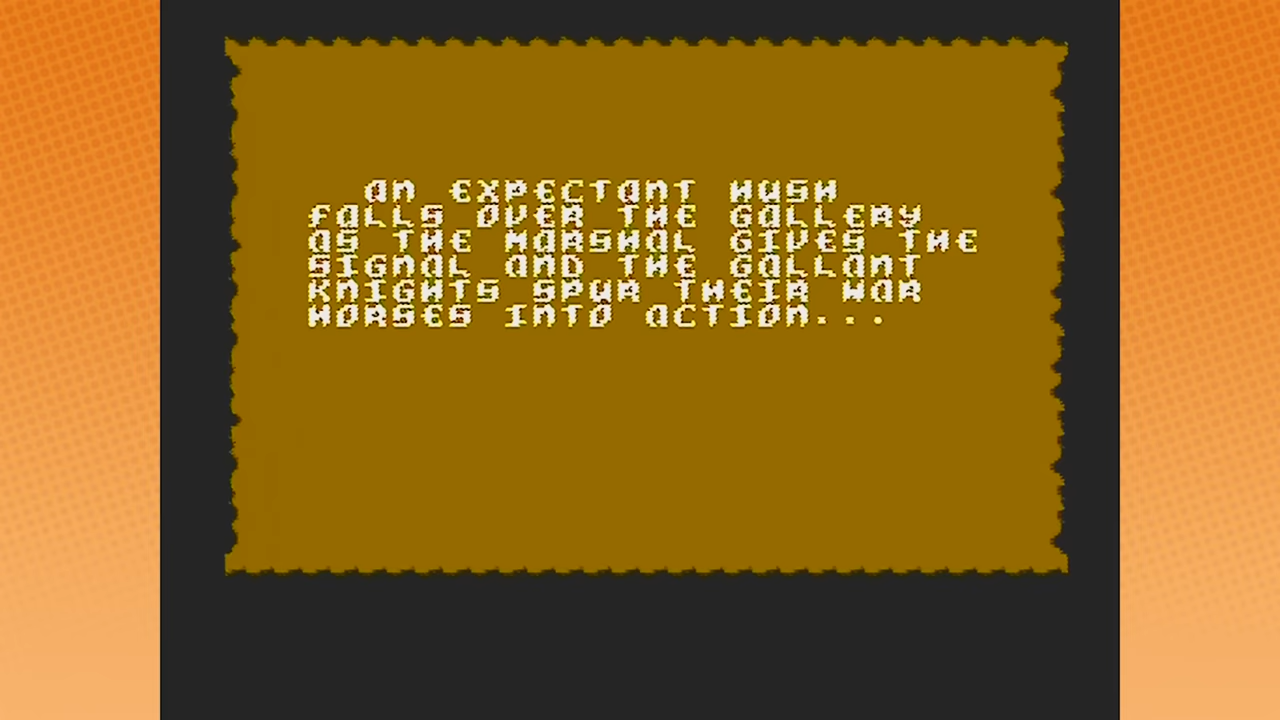 An EXPECTAnT HUSH
FALLS OVER THE GALLERY
AS THE MARSHAL GIVES THE
SIGnAL AnD THE GALLAnT
KnIGHTS SPUR THEIR WAR
HORSES InTO ACTIOn...